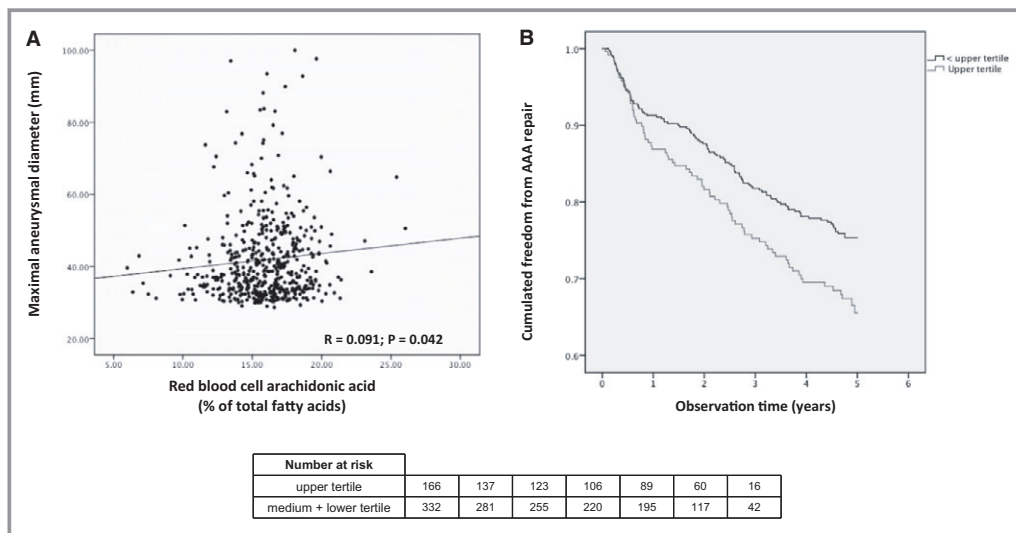 A
Maximal aneurysmal diameter (mm)
100.00
80.00
60.00
40.00
20.00
5.00 10.00 15.00 20.00 25.00 30.00
R = 0.091; P = 0.042
Red blood cell arachidonic acid
(% of total fatty acids)
B
Cumulated freedom from AAA repair
1.0
0.9
0.8
0.7
0.6
0 1 2 3 4 5 6
Observation time (years)
< upper tertile
Upper tertile
Number at risk
upper tertile 166 137 123 106 89 60 16
medium + lower tertile 332 281 255 220 195 117 42